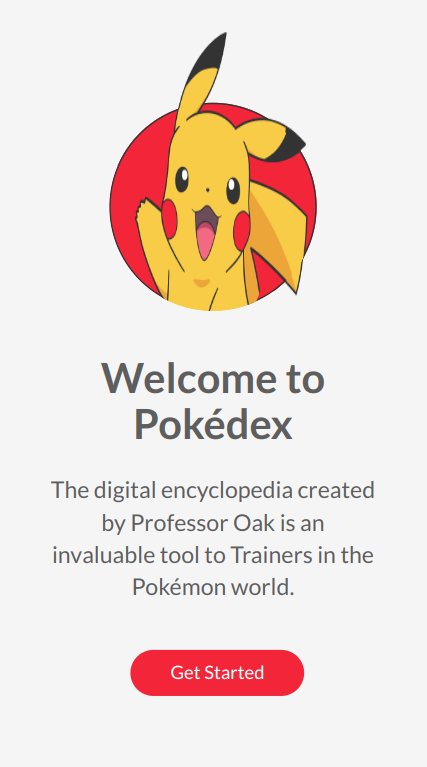 Welcome to
Pokédex
The digital encyclopedia created
by Professor Oak is an
invaluable tool to Trainers in the
Pokémon world.
Get Started